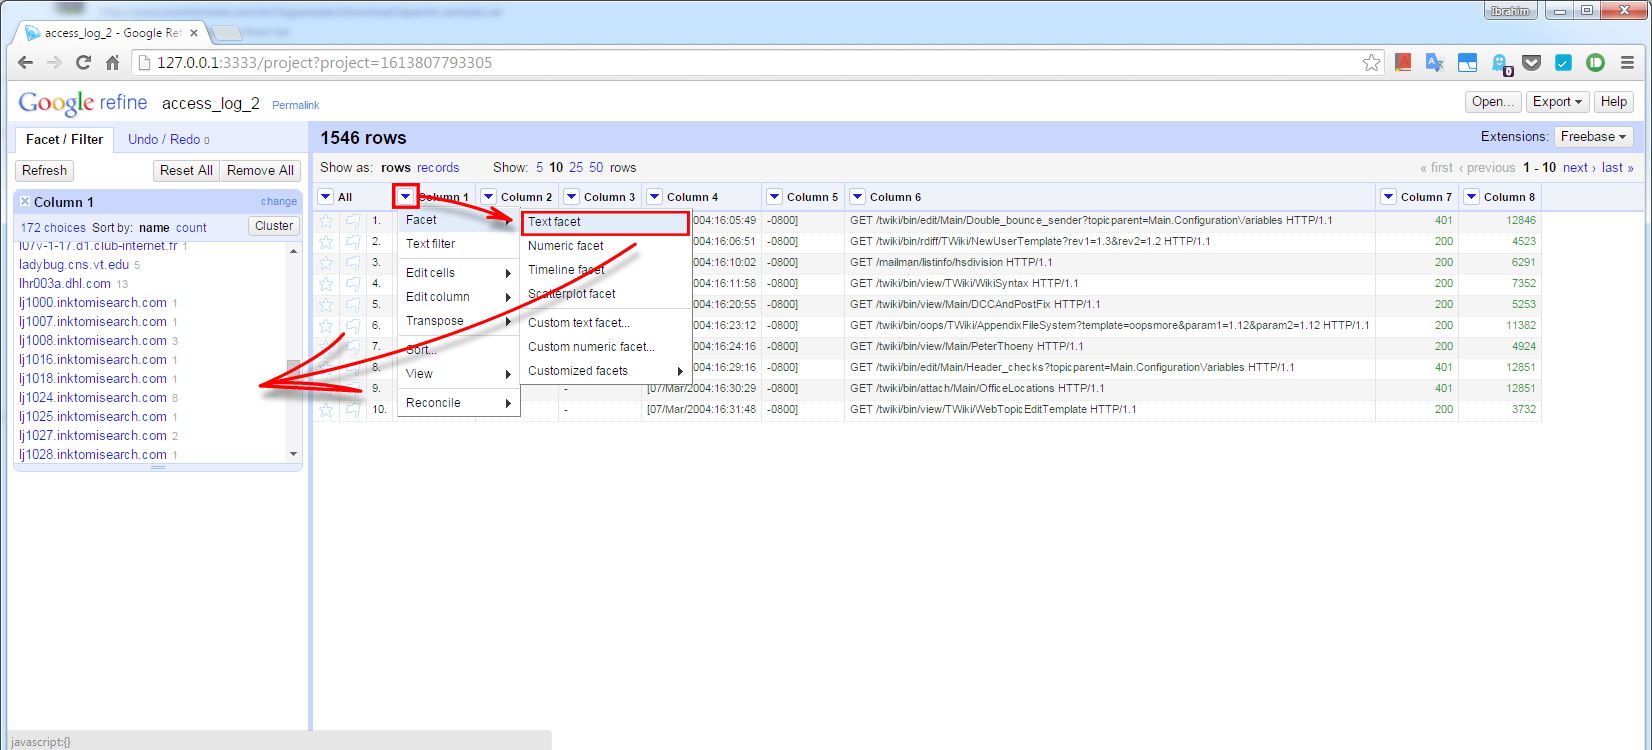 Ibrahim
access_log_2 - Google Ref
127.0.0.1:3333/project?project=1613807793305
0
Google refine access_log_2 Permalink
Open... Export Help
Facet / Filter Undo / Redo 0
1546 rows
Extensions: Freebase
Refresh Reset All Remove All
Show as: rows records Show: 5 10 25 50 rows
« first ‹ previous 1 - 10 next › last »
Column 1 change
172 choices Sort by: name count Cluster
l07v-1-17.d1.club-internet.fr 1
ladybug.cns.vt.edu 5
lhr003a.dhl.com 13
lj1000.inktomisearch.com 1
lj1007.inktomisearch.com 1
lj1008.inktomisearch.com 3
lj1016.inktomisearch.com 1
lj1018.inktomisearch.com 1
lj1024.inktomisearch.com 8
lj1025.inktomisearch.com 1
lj1027.inktomisearch.com 2
lj1028.inktomisearch.com 1
All Column 1 Column 2 Column 3 Column 4 Column 5 Column 6 Column 7 Column 8
1. 2004:16:05:49 -0800] GET /twiki/bin/edit/Main/Double_bounce_sender?topicparent=Main.ConfigurationVariables HTTP/1.1 401 12846
2. 2004:16:06:51 -0800] GET /twiki/bin/rdiff/TWiki/NewUserTemplate?rev1=1.3&rev2=1.2 HTTP/1.1 200 4523
3. 2004:16:10:02 -0800] GET /mailman/listinfo/hsdivision HTTP/1.1 200 6291
4. 2004:16:11:58 -0800] GET /twiki/bin/view/TWiki/WikiSyntax HTTP/1.1 200 7352
5. 2004:16:20:55 -0800] GET /twiki/bin/view/Main/DCCAndPostFix HTTP/1.1 200 5253
6. 2004:16:23:12 -0800] GET /twiki/bin/oops/TWiki/AppendixFileSystem?template=oopsmore&param1=1.12&param2=1.12 HTTP/1.1 200 11382
7. 2004:16:24:16 -0800] GET /twiki/bin/view/Main/PeterThoeny HTTP/1.1 200 4924
8. 2004:16:29:16 -0800] GET /twiki/bin/edit/Main/Header_checks?topicparent=Main.ConfigurationVariables HTTP/1.1 401 12851
9. - [07/Mar/2004:16:30:29 -0800] GET /twiki/bin/attach/Main/OfficeLocations HTTP/1.1 401 12851
10. - [07/Mar/2004:16:31:48 -0800] GET /twiki/bin/view/TWiki/WebTopicEditTemplate HTTP/1.1 200 3732
Facet
Text filter
Edit cells
Edit column
Transpose
Sort...
View
Reconcile
Text facet
Numeric facet
Timeline facet
Scatterplot facet
Custom text facet...
Custom numeric facet...
Customized facets
javascript:{}